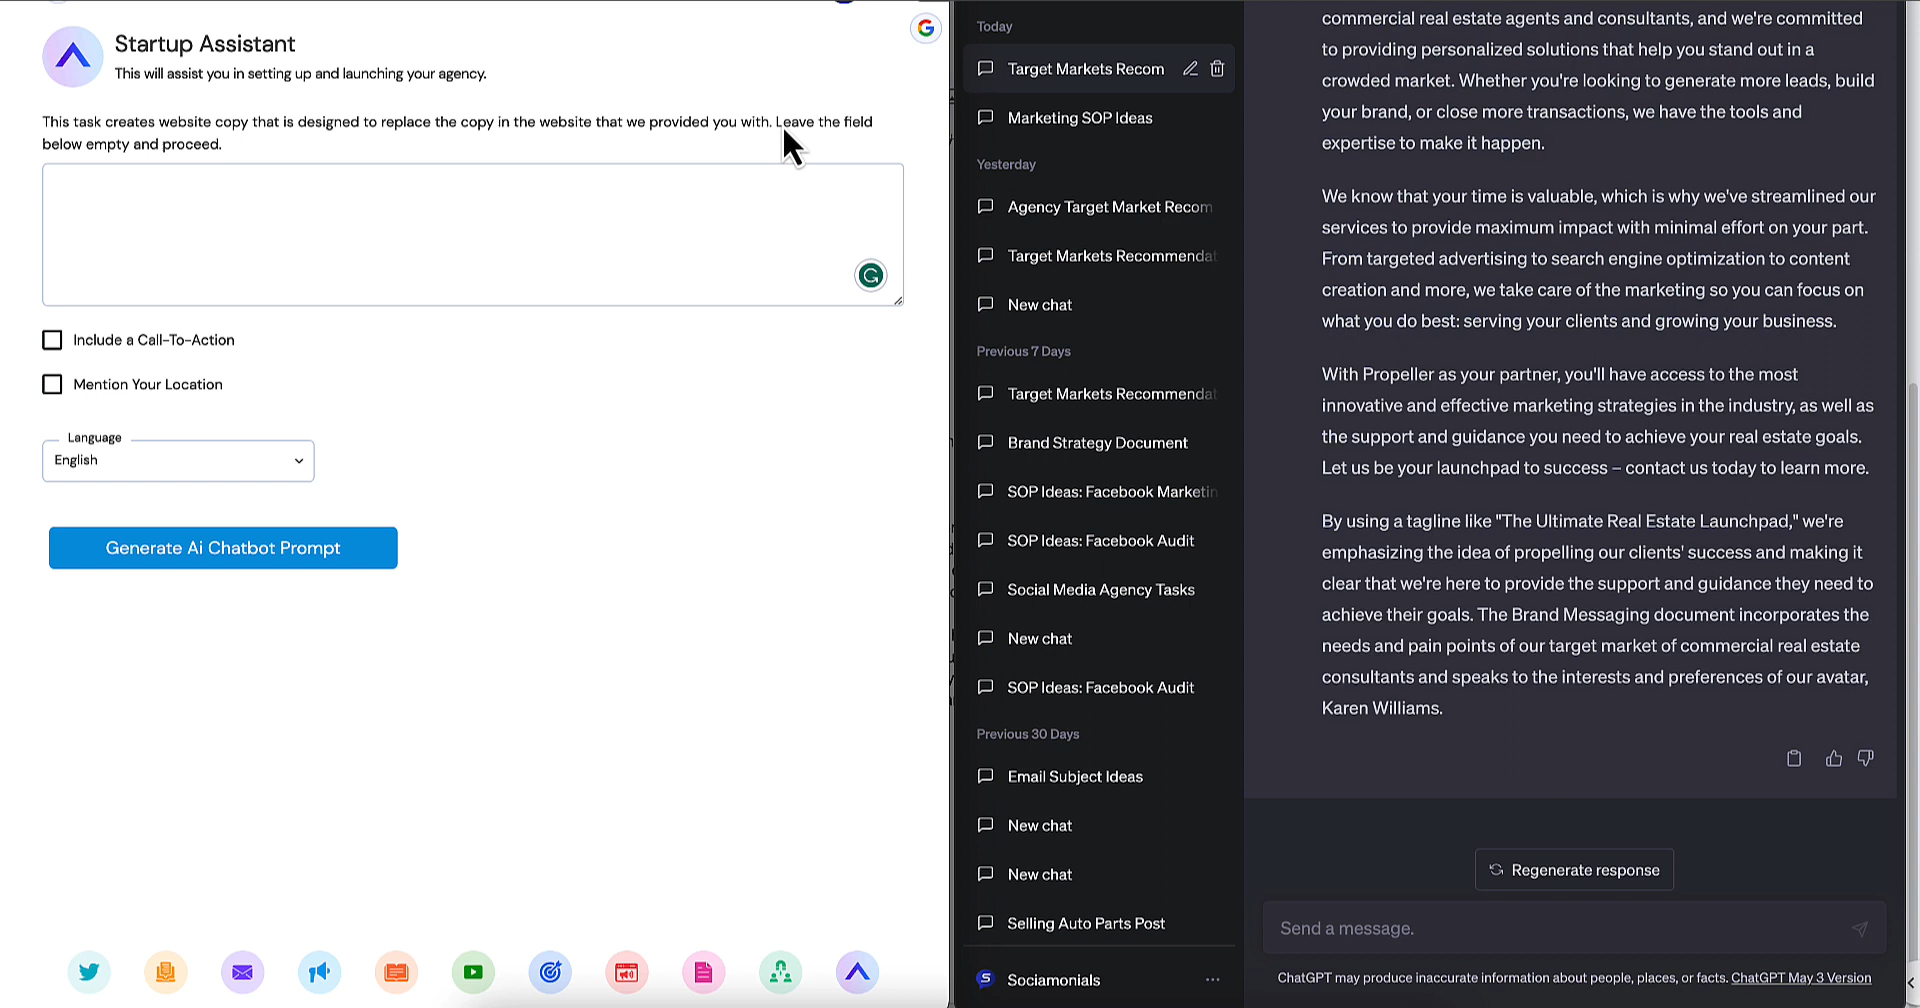 Startup Assistant
This will assist you in setting up and launching your agency.
This task creates website copy that is designed to replace the copy in the website that we provided you with. Leave the field
below empty and proceed.
Include a Call-To-Action
Mention Your Location
Language
English
Generate Ai Chatbot Prompt
Today
Target Markets Recom
Marketing SOP Ideas
Yesterday
Agency Target Market Recom
Target Markets Recommendat
New chat
Previous 7 Days
Target Markets Recommendat
Brand Strategy Document
SOP Ideas: Facebook Marketin
SOP Ideas: Facebook Audit
Social Media Agency Tasks
New chat
SOP Ideas: Facebook Audit
Previous 30 Days
Email Subject Ideas
New chat
New chat
Selling Auto Parts Post
Sociamonials
commercial real estate agents and consultants, and we're committed
to providing personalized solutions that help you stand out in a
crowded market. Whether you're looking to generate more leads, build
your brand, or close more transactions, we have the tools and
expertise to make it happen.
We know that your time is valuable, which is why we've streamlined our
services to provide maximum impact with minimal effort on your part.
From targeted advertising to search engine optimization to content
creation and more, we take care of the marketing so you can focus on
what you do best: serving your clients and growing your business.
With Propeller as your partner, you'll have access to the most
innovative and effective marketing strategies in the industry, as well as
the support and guidance you need to achieve your real estate goals.
Let us be your launchpad to success – contact us today to learn more.
By using a tagline like "The Ultimate Real Estate Launchpad," we're
emphasizing the idea of propelling our clients' success and making it
clear that we're here to provide the support and guidance they need to
achieve their goals. The Brand Messaging document incorporates the
needs and pain points of our target market of commercial real estate
consultants and speaks to the interests and preferences of our avatar,
Karen Williams.
Regenerate response
Send a message.
ChatGPT may produce inaccurate information about people, places, or facts. ChatGPT May 3 Version